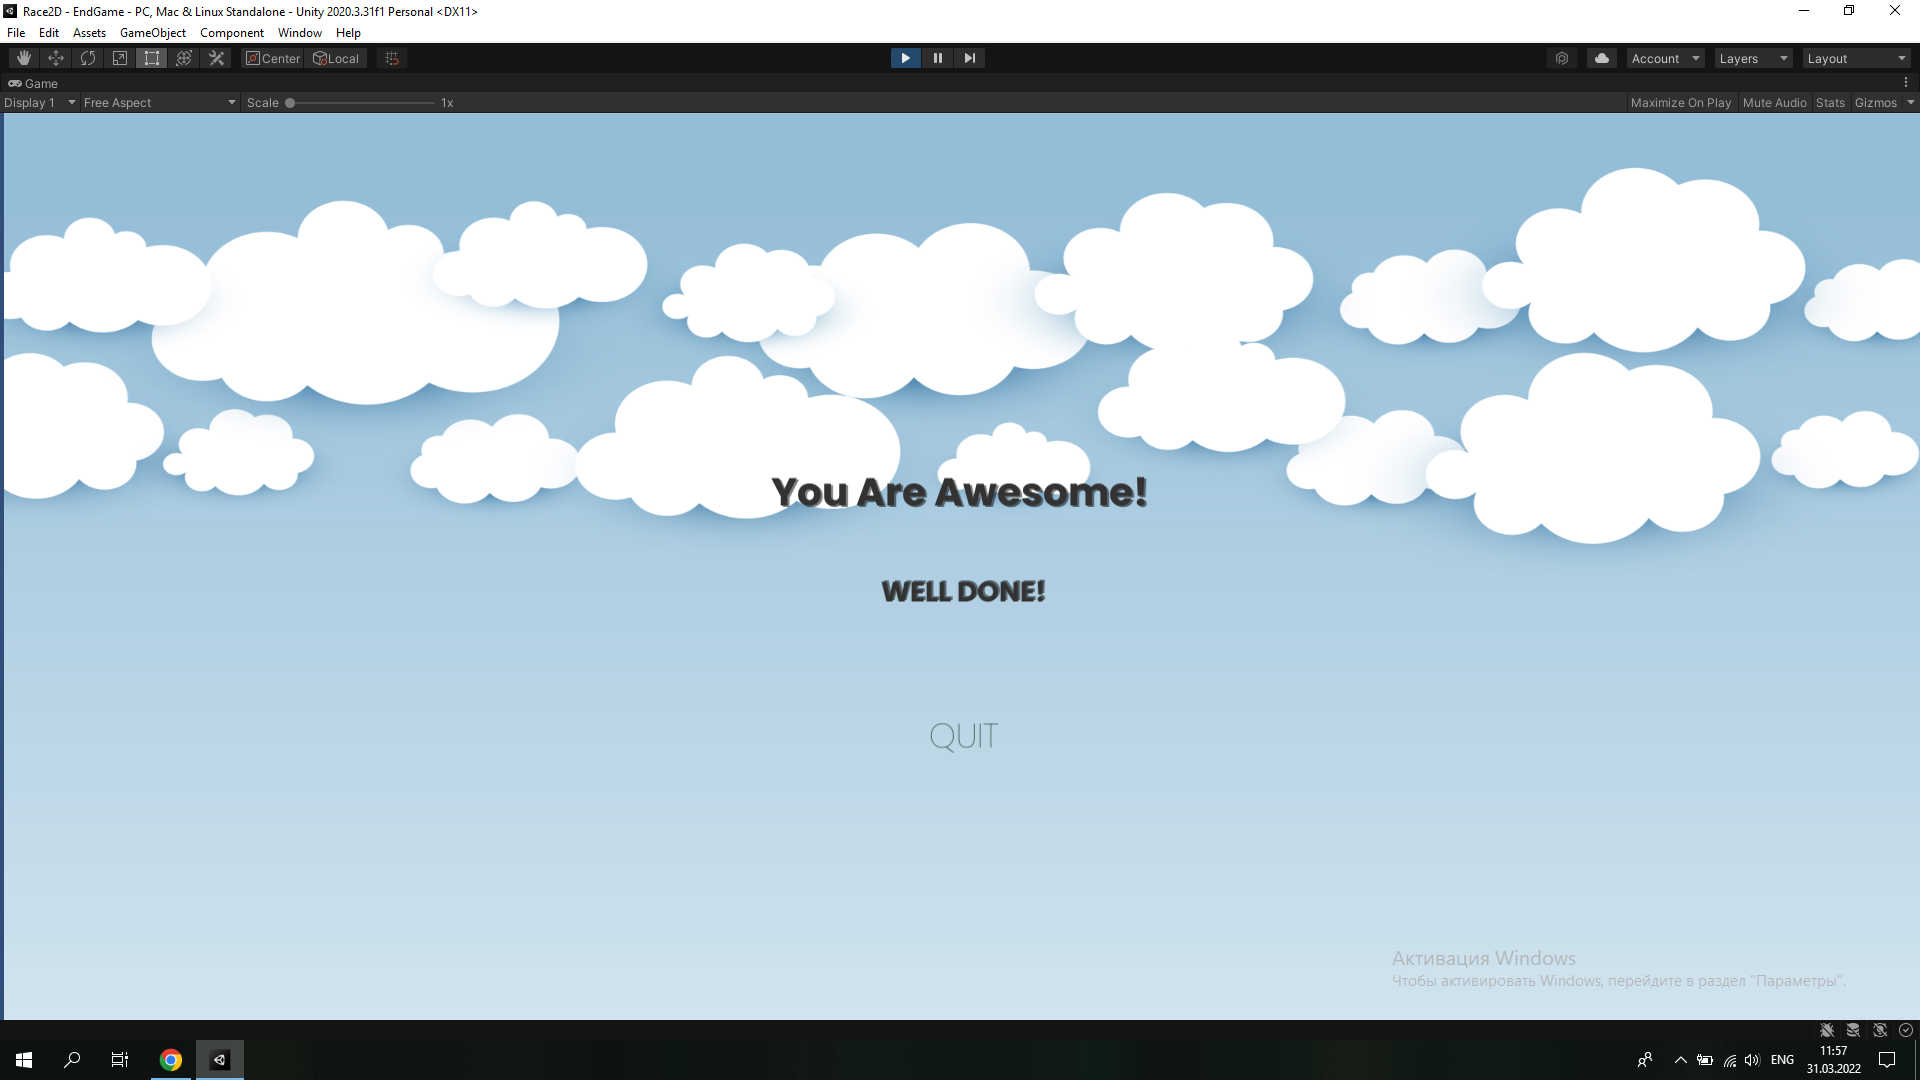 Race2D - EndGame - PC, Mac & Linux Standalone - Unity 2020.3.31f1 Personal <DX11>
File Edit Assets GameObject Component Window Help
Center Local Account Layers Layout
Game
Display 1 Free Aspect Scale 1x Maximize On Play Mute Audio Stats Gizmos
You Are Awesome!
WELL DONE!
QUIT
Активация Windows
Чтобы активировать Windows, перейдите в раздел "Параметры".
ENG
11:57
31.03.2022